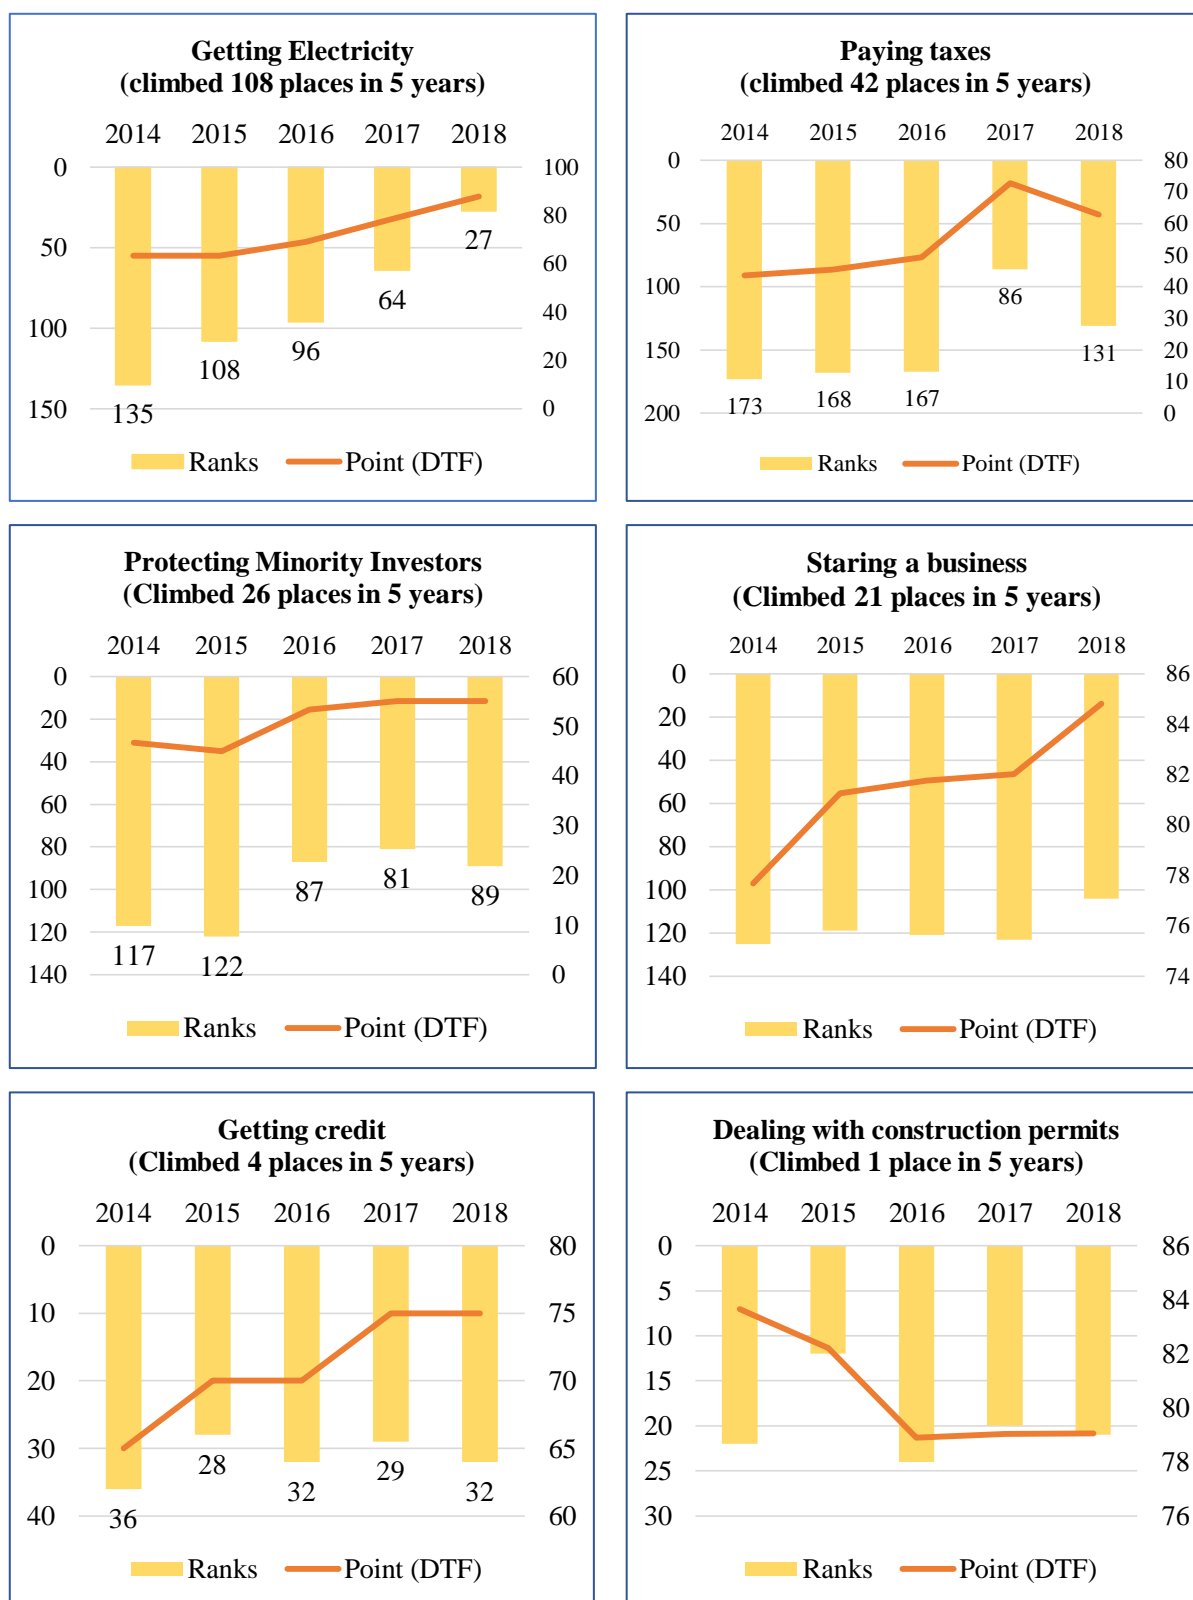 Getting Electricity
(climbed 108 places in 5 years)
2014 2015 2016 2017 2018
0 100
80
50 27
60
64
40
100 96
108
20
150 135 0
Ranks Point (DTF)
Paying taxes
(climbed 42 places in 5 years)
2014 2015 2016 2017 2018
0 80
70
50 60
50
100 86 40
30
150 131 20
10
200 173 168 167 0
Ranks Point (DTF)
Protecting Minority Investors
(Climbed 26 places in 5 years)
2014 2015 2016 2017 2018
0 60
20 50
40 40
60
30
80
87 81 89 20
100
10
120
117 122
140 0
Ranks Point (DTF)
Staring a business
(Climbed 21 places in 5 years)
2014 2015 2016 2017 2018
0 86
20 84
40
82
60
80
80
100 78
120 76
140 74
Ranks Point (DTF)
Getting credit
(Climbed 4 places in 5 years)
2014 2015 2016 2017 2018
0 80
10 75
20 70
30 65
28 32 29 32
40 36 60
Ranks Point (DTF)
Dealing with construction permits
(Climbed 1 place in 5 years)
2014 2015 2016 2017 2018
0 86
5 84
10
82
15
80
20
78
25
30 76
Ranks Point (DTF)